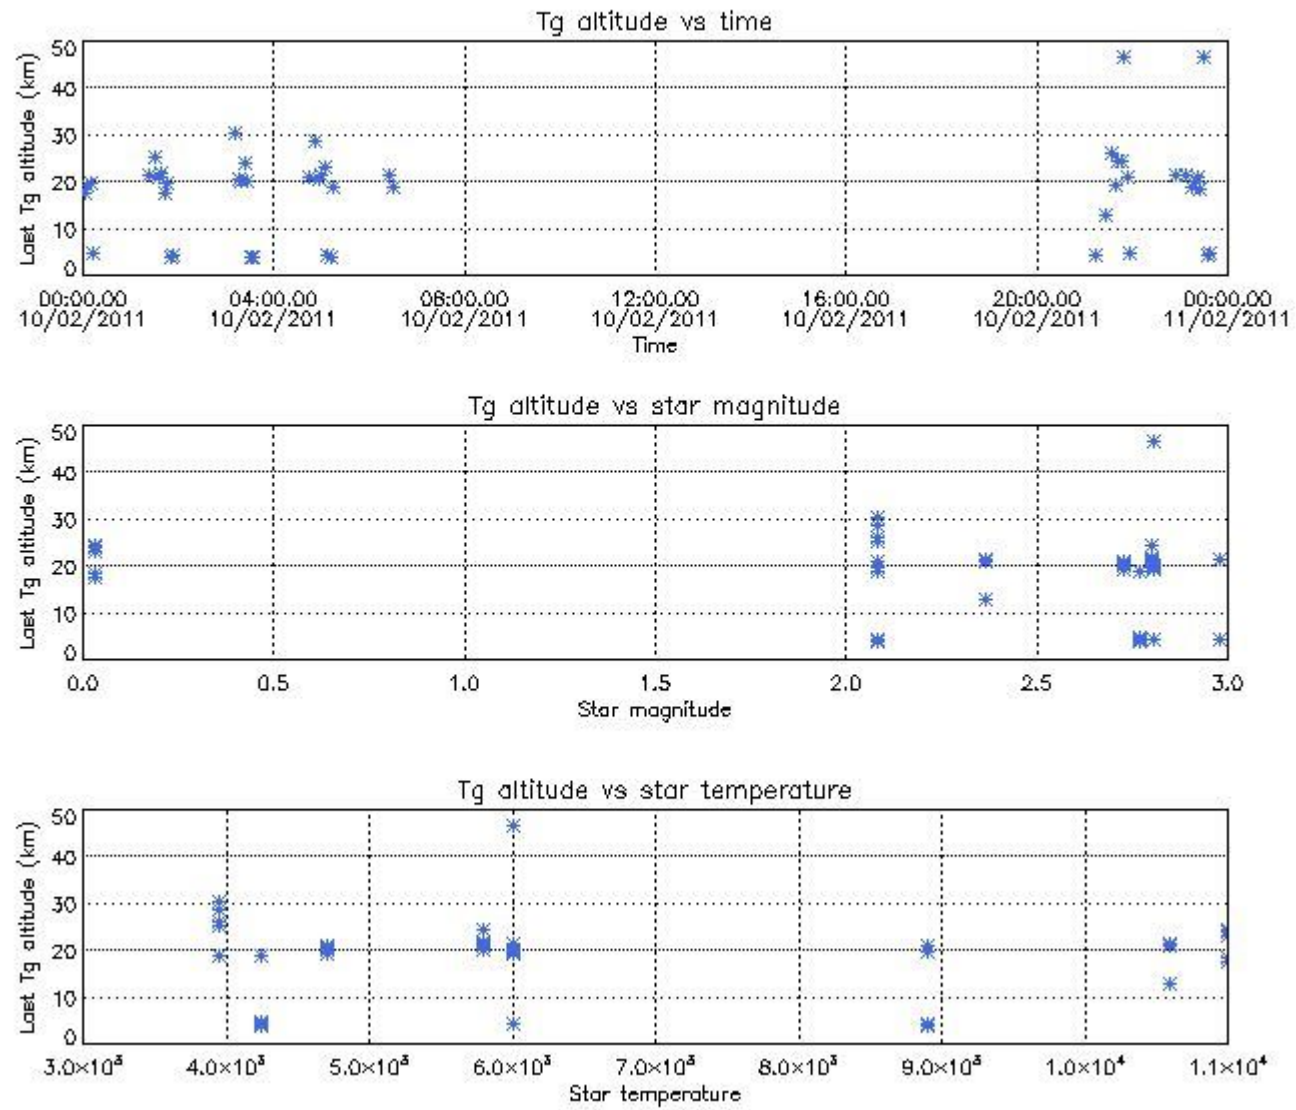 Tg altitude vs time
Last Tg altitude (km)
50
40
30
20
10
0
00:00.00 04:00.00 08:00.00 12:00.00 16:00.00 20:00.00 00:00.00
10/02/2011 10/02/2011 10/02/2011 10/02/2011 10/02/2011 10/02/2011 11/02/2011
Time
Tg altitude vs star magnitude
Last Tg altitude (km)
50
40
30
20
10
0
0.0 0.5 1.0 1.5 2.0 2.5 3.0
Star magnitude
Tg altitude vs star temperature
Last Tg altitude (km)
50
40
30
20
10
0
3.0×10³ 4.0×10³ 5.0×10³ 6.0×10³ 7.0×10³ 8.0×10³ 9.0×10³ 1.0×10⁴ 1.1×10⁴
Star temperature